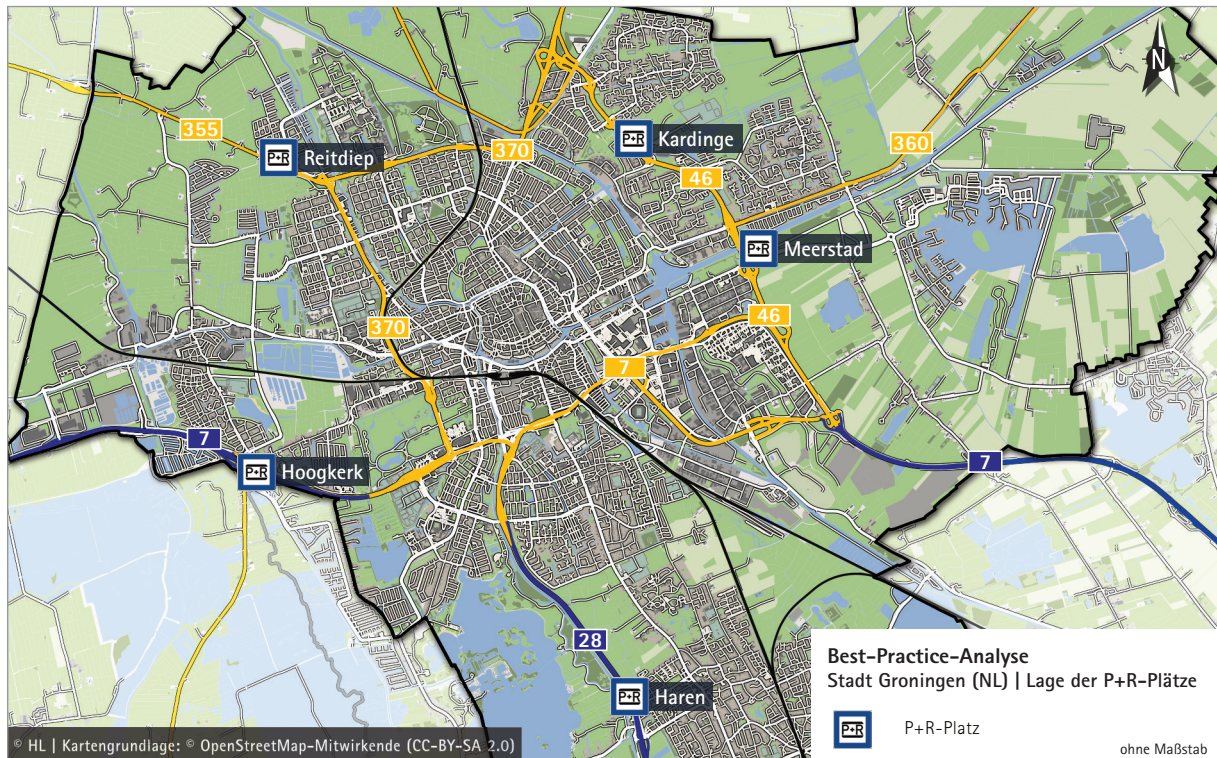 N
355
P+R Reitdiep
370
P+R Kardinge
360
46
P+R Meerstad
370
46
7
7
P+R Hoogkerk
7
28
P+R Haren
Best-Practice-Analyse
Stadt Groningen (NL) | Lage der P+R-Plätze
P+R P+R-Platz
ohne Maßstab
© HL | Kartengrundlage: © OpenStreetMap-Mitwirkende (CC-BY-SA 2.0)